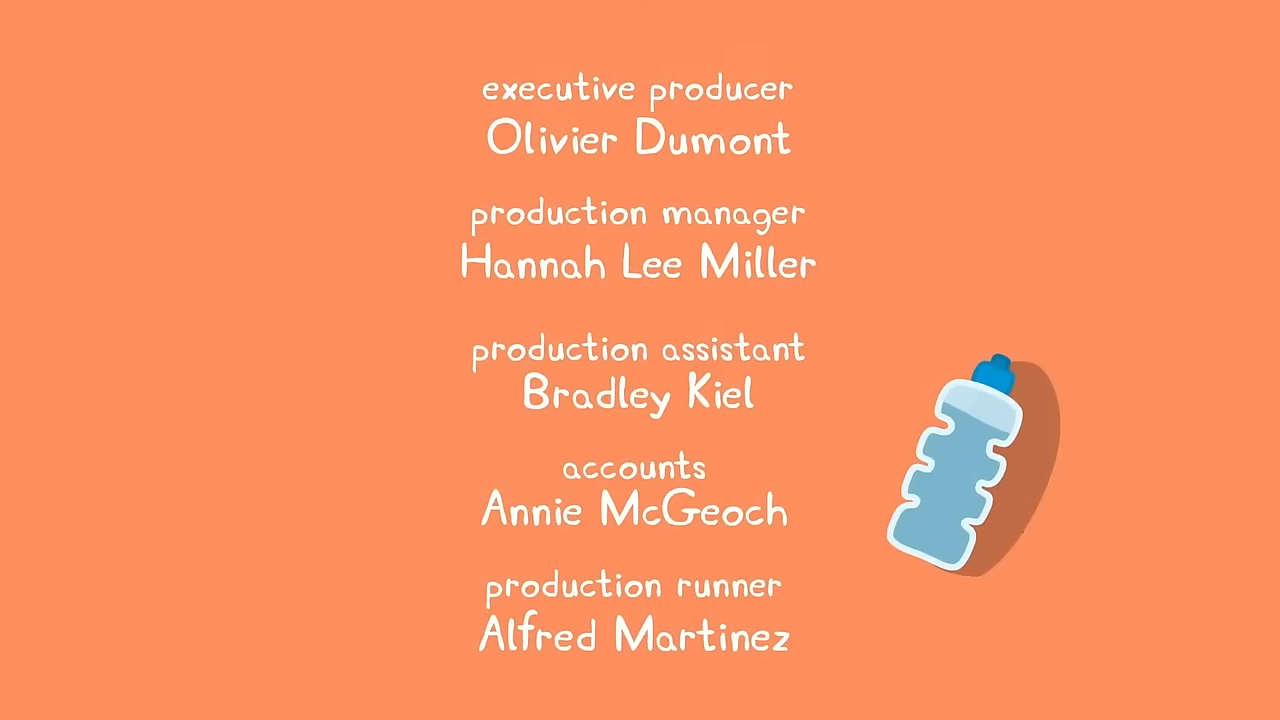 executive producer
Olivier Dumont
production manager
Hannah Lee Miller
production assistant
Bradley Kiel
accounts
Annie McGeoch
production runner
Alfred Martinez